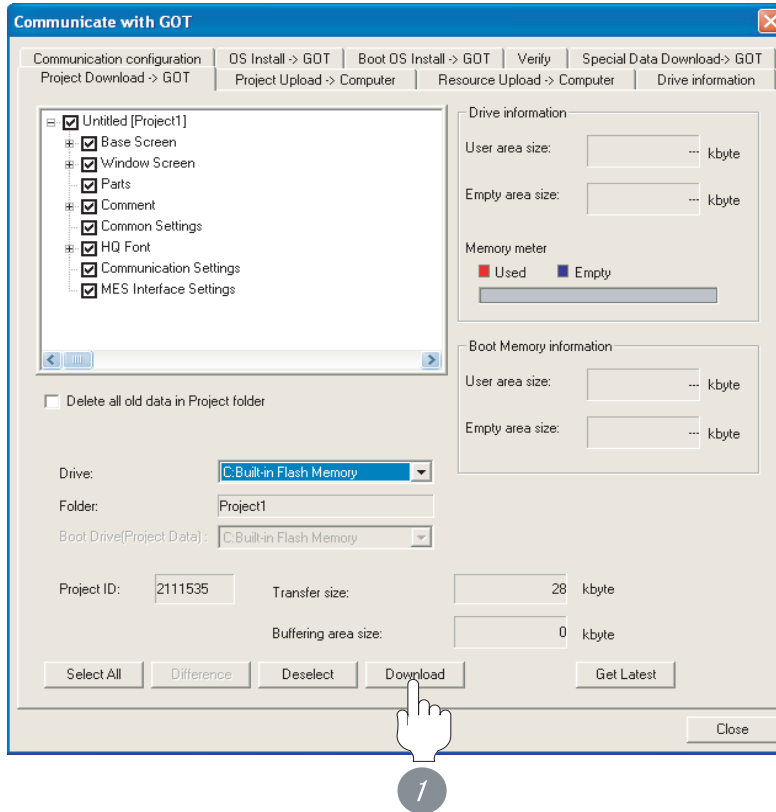 Communicate with GOT
Communication configuration OS Install -> GOT Boot OS Install -> GOT Verify Special Data Download-> GOT
Project Download -> GOT Project Upload -> Computer Resource Upload -> Computer Drive information
Untitled [Project1]
Base Screen
Window Screen
Parts
Comment
Common Settings
HQ Font
Communication Settings
MES Interface Settings
Drive information
User area size: --- kbyte
Empty area size: --- kbyte
Memory meter
Used Empty
Boot Memory information
User area size: --- kbyte
Empty area size: --- kbyte
Delete all old data in Project folder
Drive: C:Built-in Flash Memory
Folder: Project1
Boot Drive(Project Data) : C:Built-in Flash Memory
Project ID: 2111535 Transfer size: 28 kbyte
Buffering area size: 0 kbyte
Select All Difference Deselect Download Get Latest
Close
1